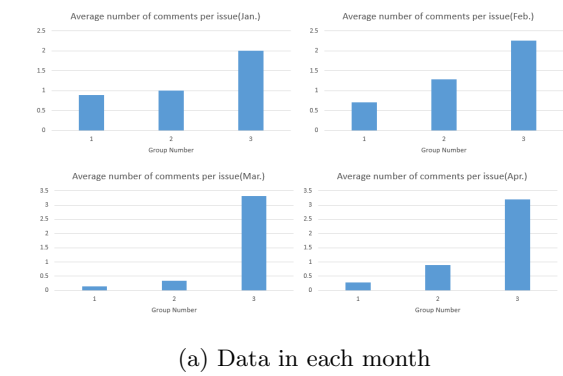 Average number of comments per issue(Jan.)
2.5
2
1.5
1
0.5
0
1 2 3
Group Number
Average number of comments per issue(Feb.)
2.5
2
1.5
1
0.5
0
1 2 3
Group Number
Average number of comments per issue(Mar.)
3.5
3
2.5
2
1.5
1
0.5
0
1 2 3
Group Number
Average number of comments per issue(Apr.)
3.5
3
2.5
2
1.5
1
0.5
0
1 2 3
Group Number
(a) Data in each month